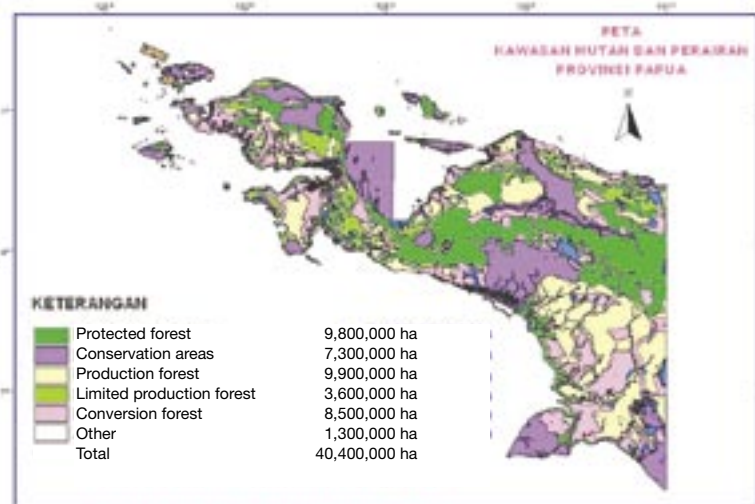 PETA
KAWASAN HUTAN DAN PERAIRAN
PROVINSI PAPUA
KETERANGAN
Protected forest 9,800,000 ha
Conservation areas 7,300,000 ha
Production forest 9,900,000 ha
Limited production forest 3,600,000 ha
Conversion forest 8,500,000 ha
Other 1,300,000 ha
Total 40,400,000 ha